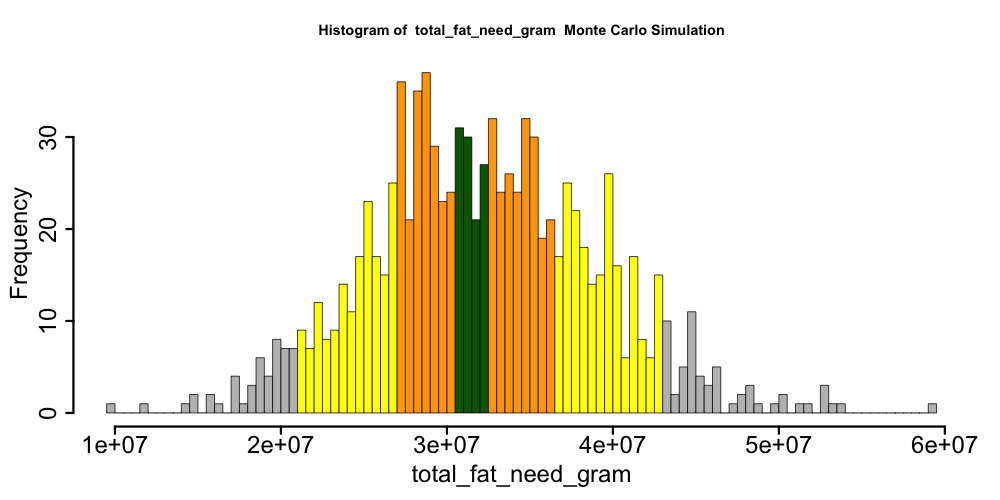 Histogram of  total_fat_need_gram  Monte Carlo Simulation
Frequency
30
20
10
0
1e+07 2e+07 3e+07 4e+07 5e+07 6e+07
total_fat_need_gram